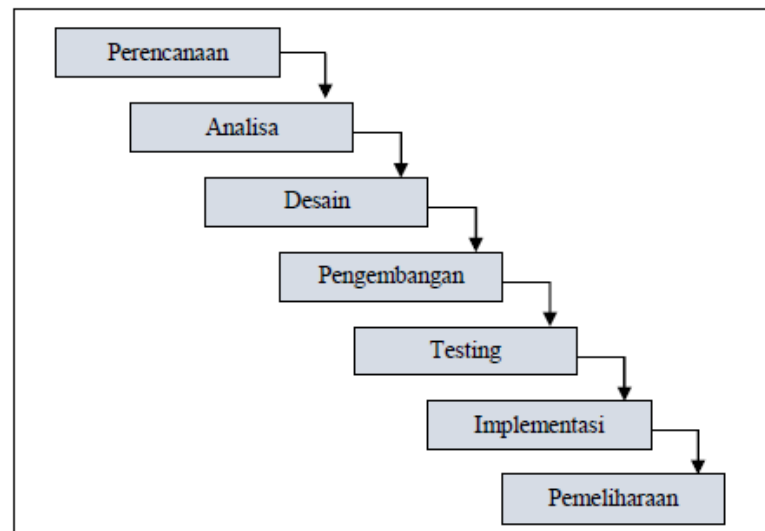 Perencanaan
Analisa
Desain
Pengembangan
Testing
Implementasi
Pemeliharaan